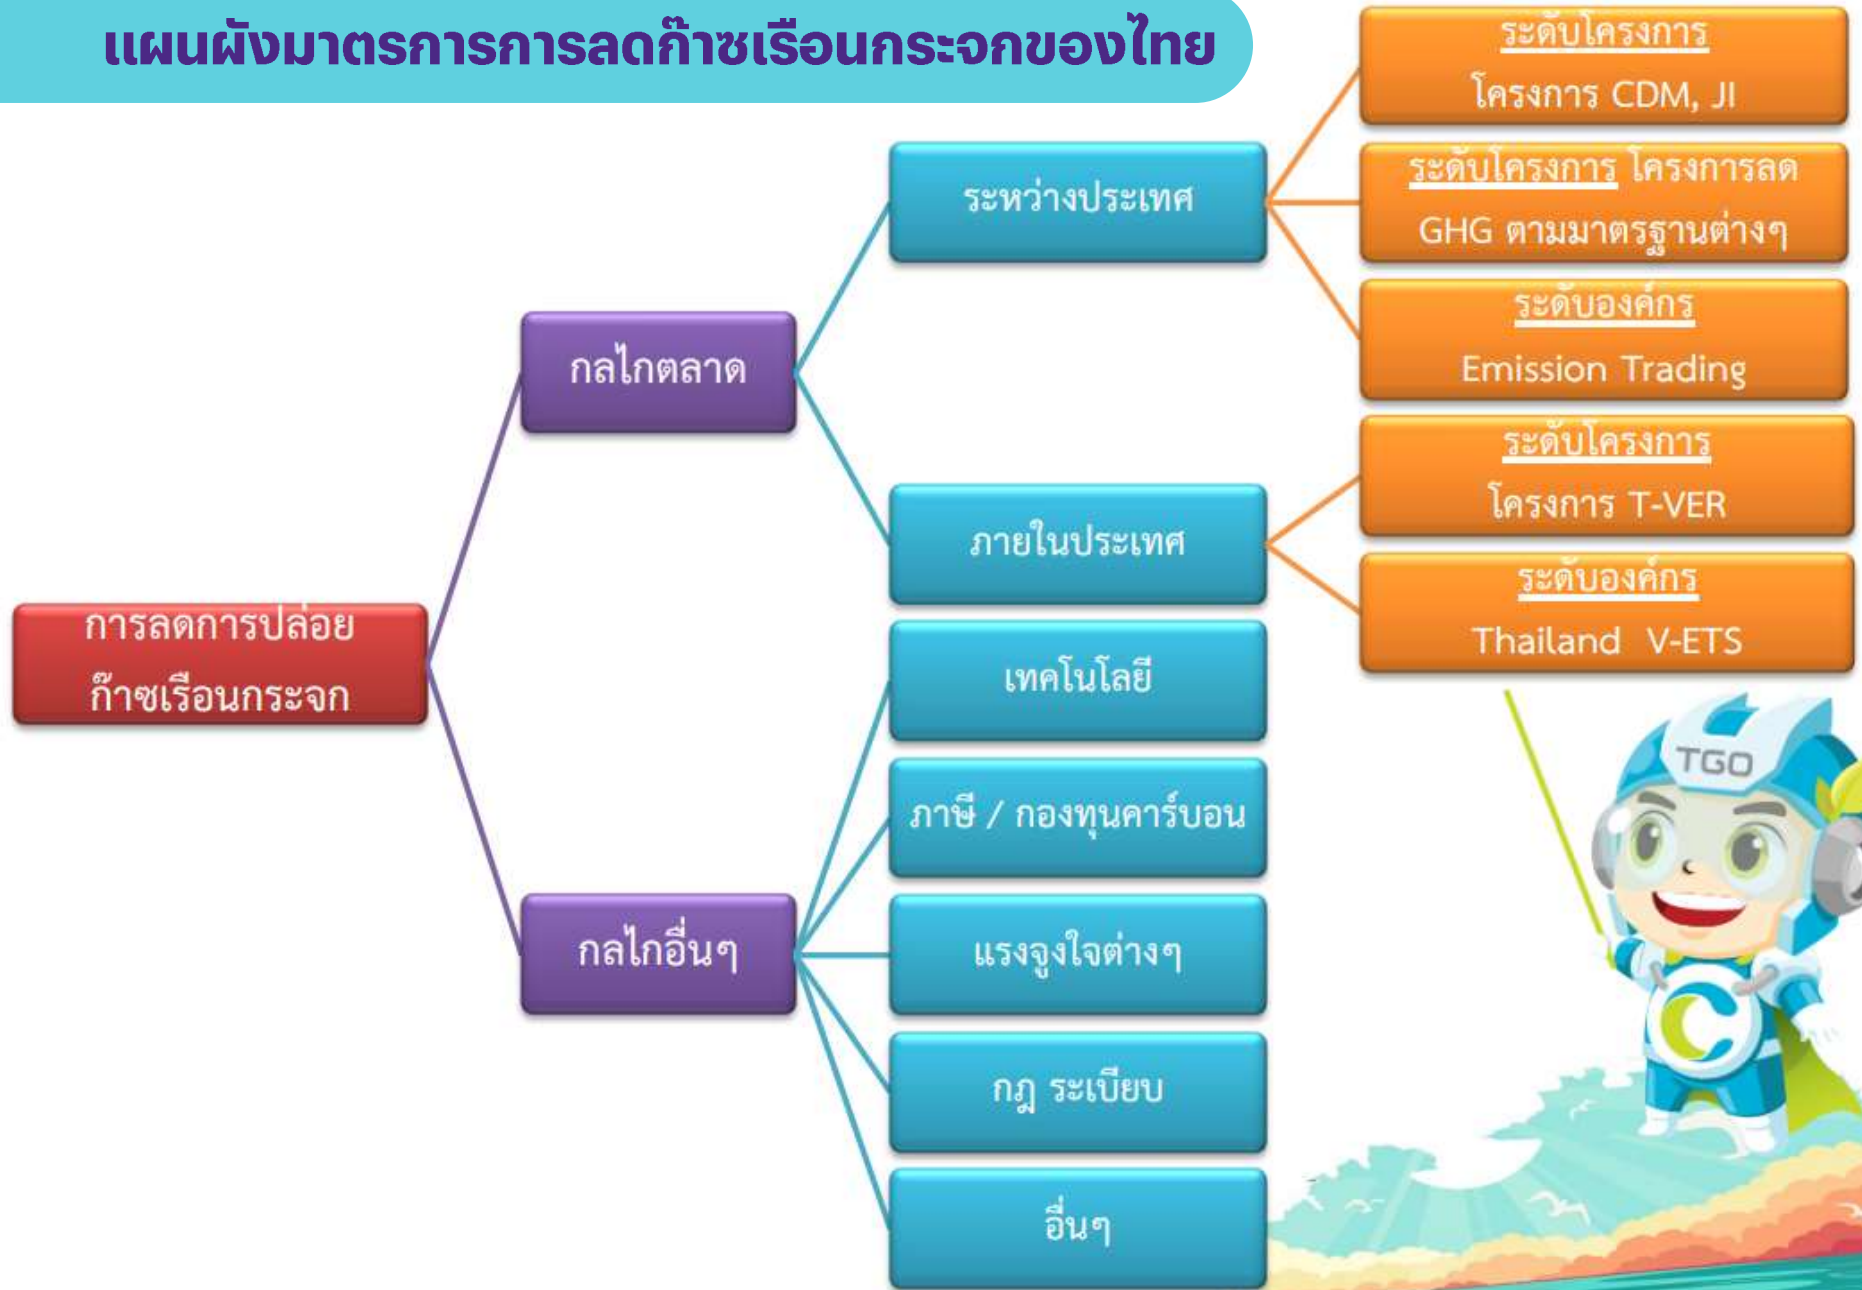 แผนผังมาตรการการลดก๊าซเรือนกระจกของไทย
การลดการปล่อย
ก๊าซเรือนกระจก
กลไกตลาด
กลไกอื่นๆ
ระหว่างประเทศ
ภายในประเทศ
เทคโนโลยี
ภาษี / กองทุนคาร์บอน
แรงจูงใจต่างๆ
กฎ ระเบียบ
อื่นๆ
ระดับโครงการ
โครงการ CDM, JI
ระดับโครงการ โครงการลด
GHG ตามมาตรฐานต่างๆ
ระดับองค์กร
Emission Trading
ระดับโครงการ
โครงการ T-VER
ระดับองค์กร
Thailand V-ETS
TGO